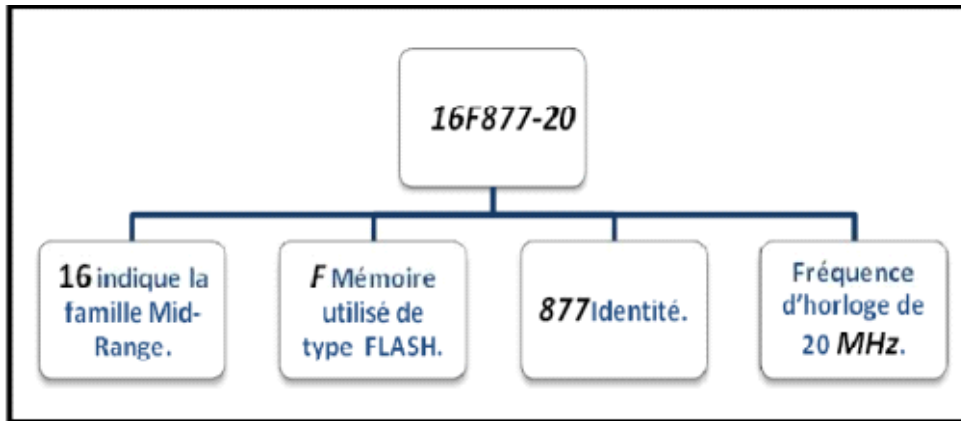 16F877-20
16 indique la
famille Mid-
Range.
F Mémoire
utilisé de
type FLASH.
877Identité.
Fréquence
d'horloge de
20 MHz.